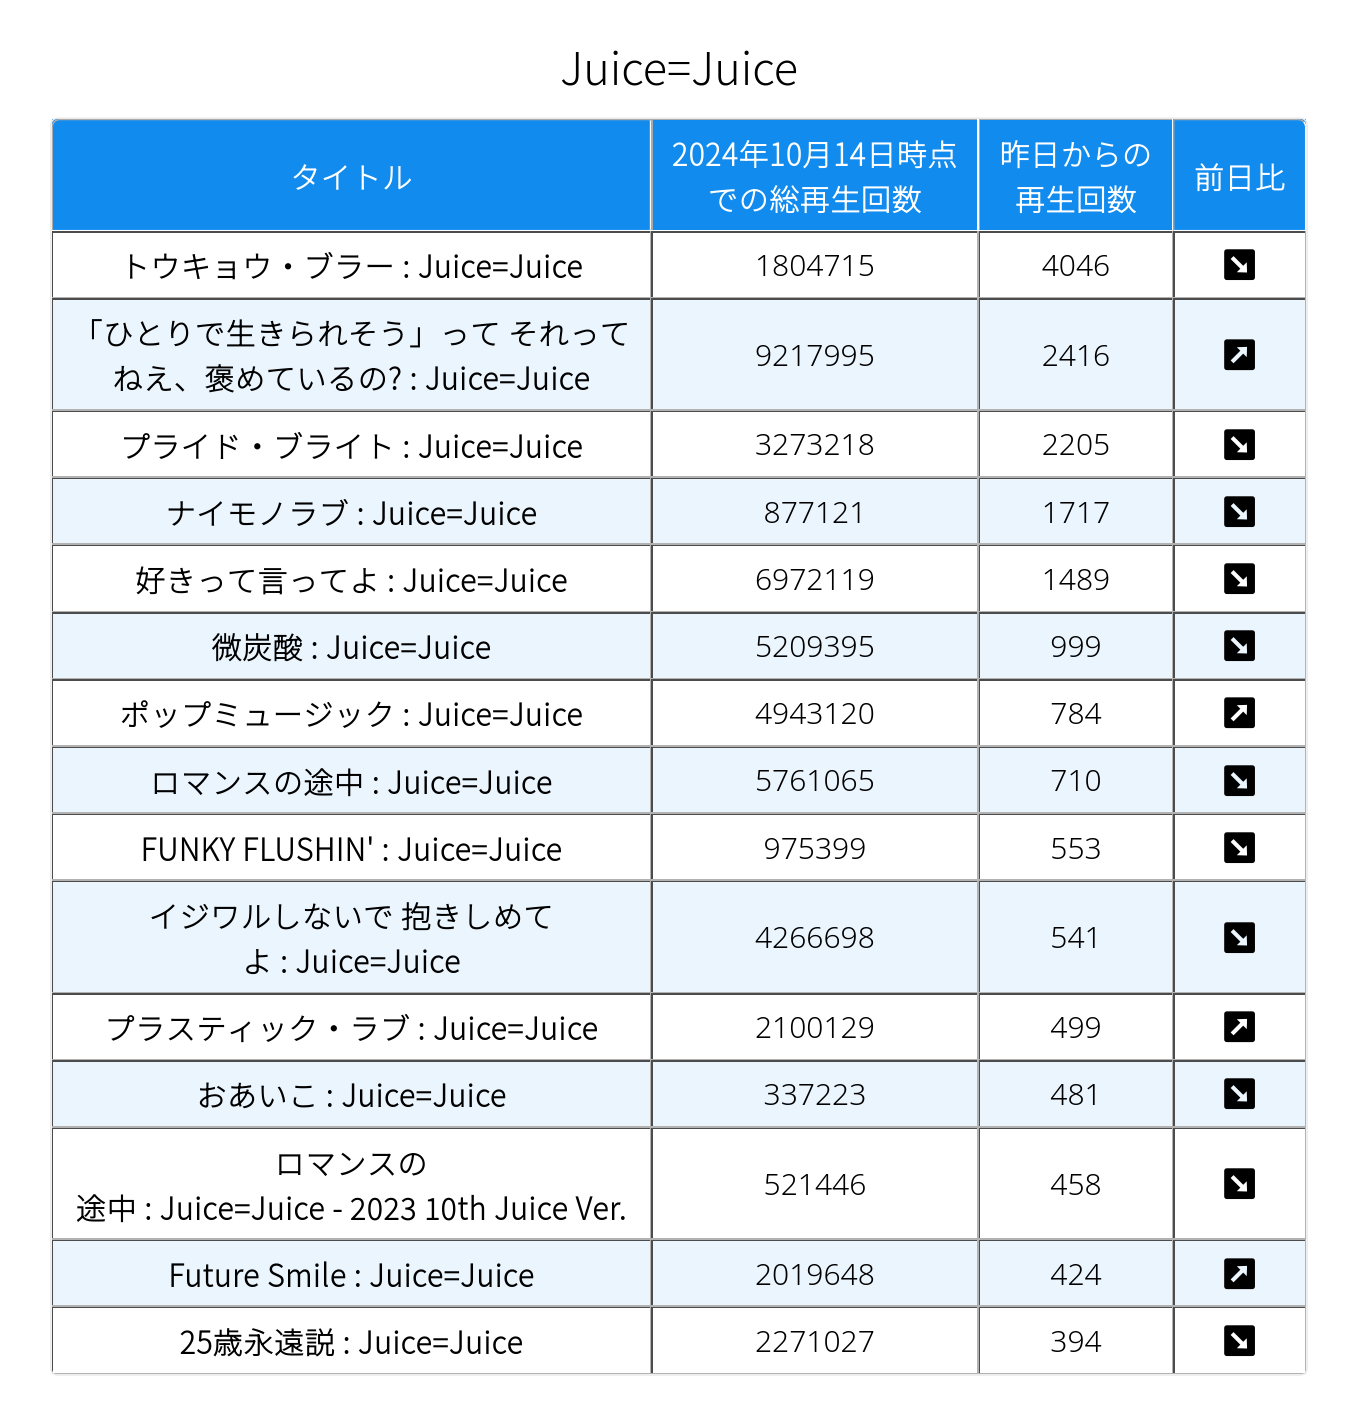 Juice=Juice
タイトル
2024年10月14日時点
での総再生回数
昨日からの
再生回数
前日比
トウキョウ・ブラー : Juice=Juice
1804715
4046
「ひとりで生きられそう」って それって
ねえ、褒めているの? : Juice=Juice
9217995
2416
プライド・ブライト : Juice=Juice
3273218
2205
ナイモノラブ : Juice=Juice
877121
1717
好きって言ってよ : Juice=Juice
6972119
1489
微炭酸 : Juice=Juice
5209395
999
ポップミュージック : Juice=Juice
4943120
784
ロマンスの途中 : Juice=Juice
5761065
710
FUNKY FLUSHIN' : Juice=Juice
975399
553
イジワルしないで 抱きしめて
よ : Juice=Juice
4266698
541
プラスティック・ラブ : Juice=Juice
2100129
499
おあいこ : Juice=Juice
337223
481
ロマンスの
途中 : Juice=Juice - 2023 10th Juice Ver.
521446
458
Future Smile : Juice=Juice
2019648
424
25歳永遠説 : Juice=Juice
2271027
394